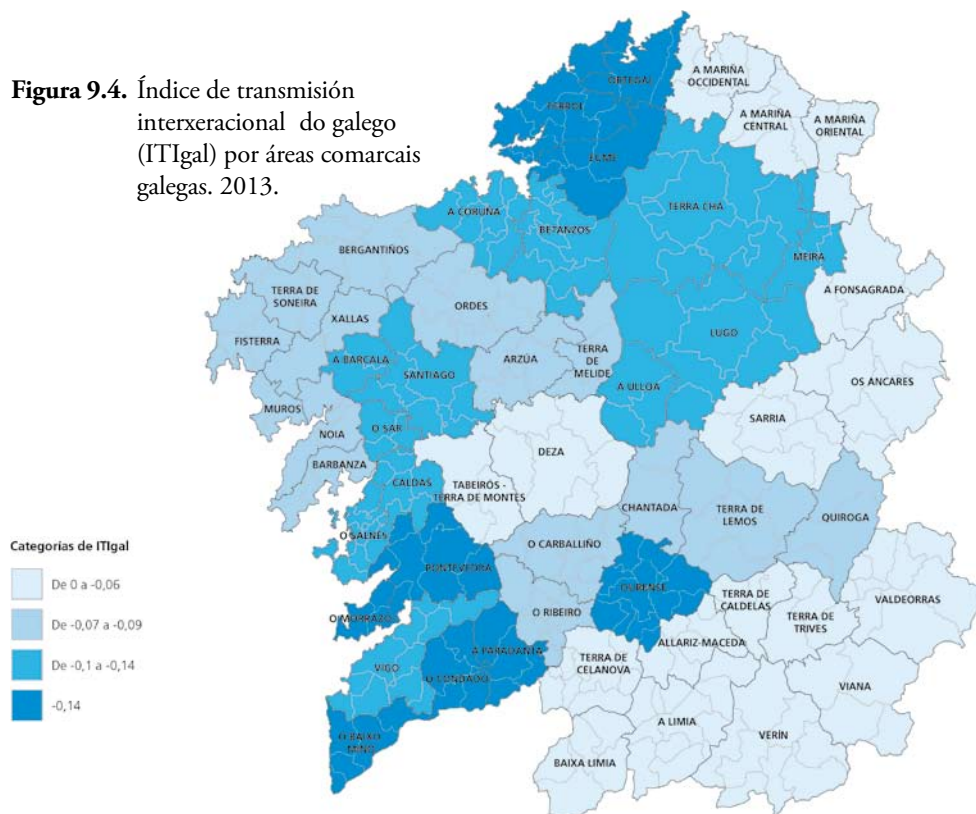 Figura 9.4. Índice de transmisión
interxeracional do galego
(ITIgal) por áreas comarcais
galegas. 2013.
ORTEGAL
A MARIÑA
OCCIDENTAL
FERROL
A MARIÑA
CENTRAL
A MARIÑA
ORIENTAL
EUME
TERRA CHÁ
A CORUÑA
BETANZOS
BERGANTIÑOS
MEIRA
TERRA DE
SONEIRA
A FONSAGRADA
ORDES
XALLAS
LUGO
FISTERRA
ARZÚA
TERRA
DE
MELIDE
A BARCALA
SANTIAGO
A ULLOA
OS ANCARES
MUROS
SARRIA
NOIA
O SAR
DEZA
BARBANZA
CALDAS
TABEIRÓS -
TERRA DE MONTES
CHANTADA
TERRA DE
LEMOS
QUIROGA
O SALNÉS
O CARBALLIÑO
PONTEVEDRA
OURENSE
TERRA DE
CALDELAS
VALDEORRAS
O MORRAZO
O RIBEIRO
TERRA DE
TRIVES
ALLARIZ-MACEDA
A PARADANTA
VIGO
O CONDADO
TERRA DE
CELANOVA
VIANA
A LIMIA
VERÍN
O BAIXO
MIÑO
BAIXA LIMIA
Categorías de ITIgal
De 0 a -0,06
De -0,07 a -0,09
De -0,1 a -0,14
-0,14